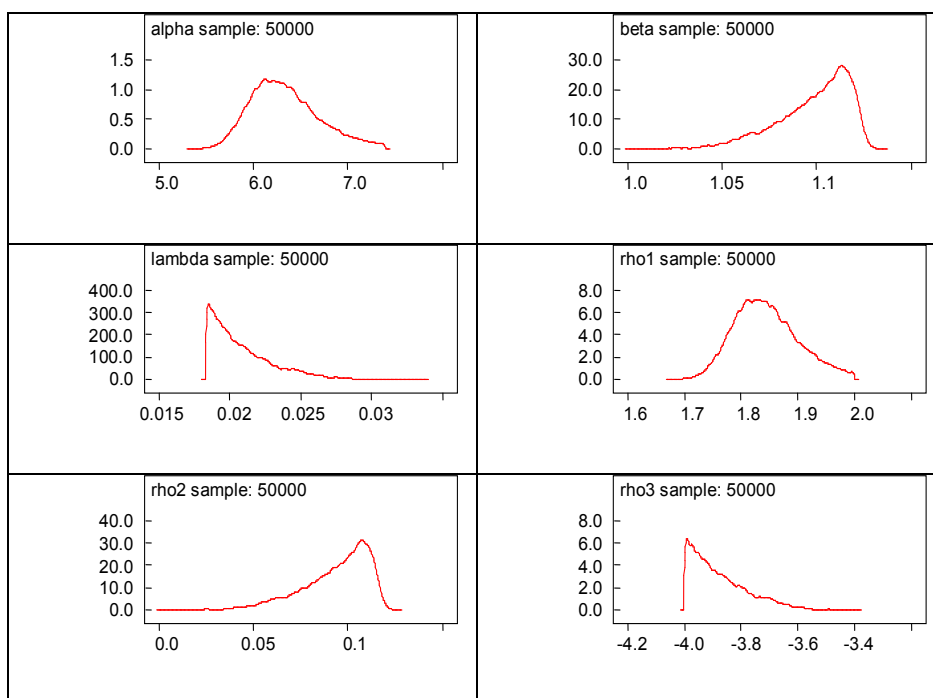 alpha sample: 50000
1.5
1.0
0.5
0.0
5.0 6.0 7.0
beta sample: 50000
30.0
20.0
10.0
0.0
1.0 1.05 1.1
lambda sample: 50000
400.0
300.0
200.0
100.0
0.0
0.015 0.02 0.025 0.03
rho1 sample: 50000
8.0
6.0
4.0
2.0
0.0
1.6 1.7 1.8 1.9 2.0
rho2 sample: 50000
40.0
30.0
20.0
10.0
0.0
0.0 0.05 0.1
rho3 sample: 50000
8.0
6.0
4.0
2.0
0.0
-4.2 -4.0 -3.8 -3.6 -3.4